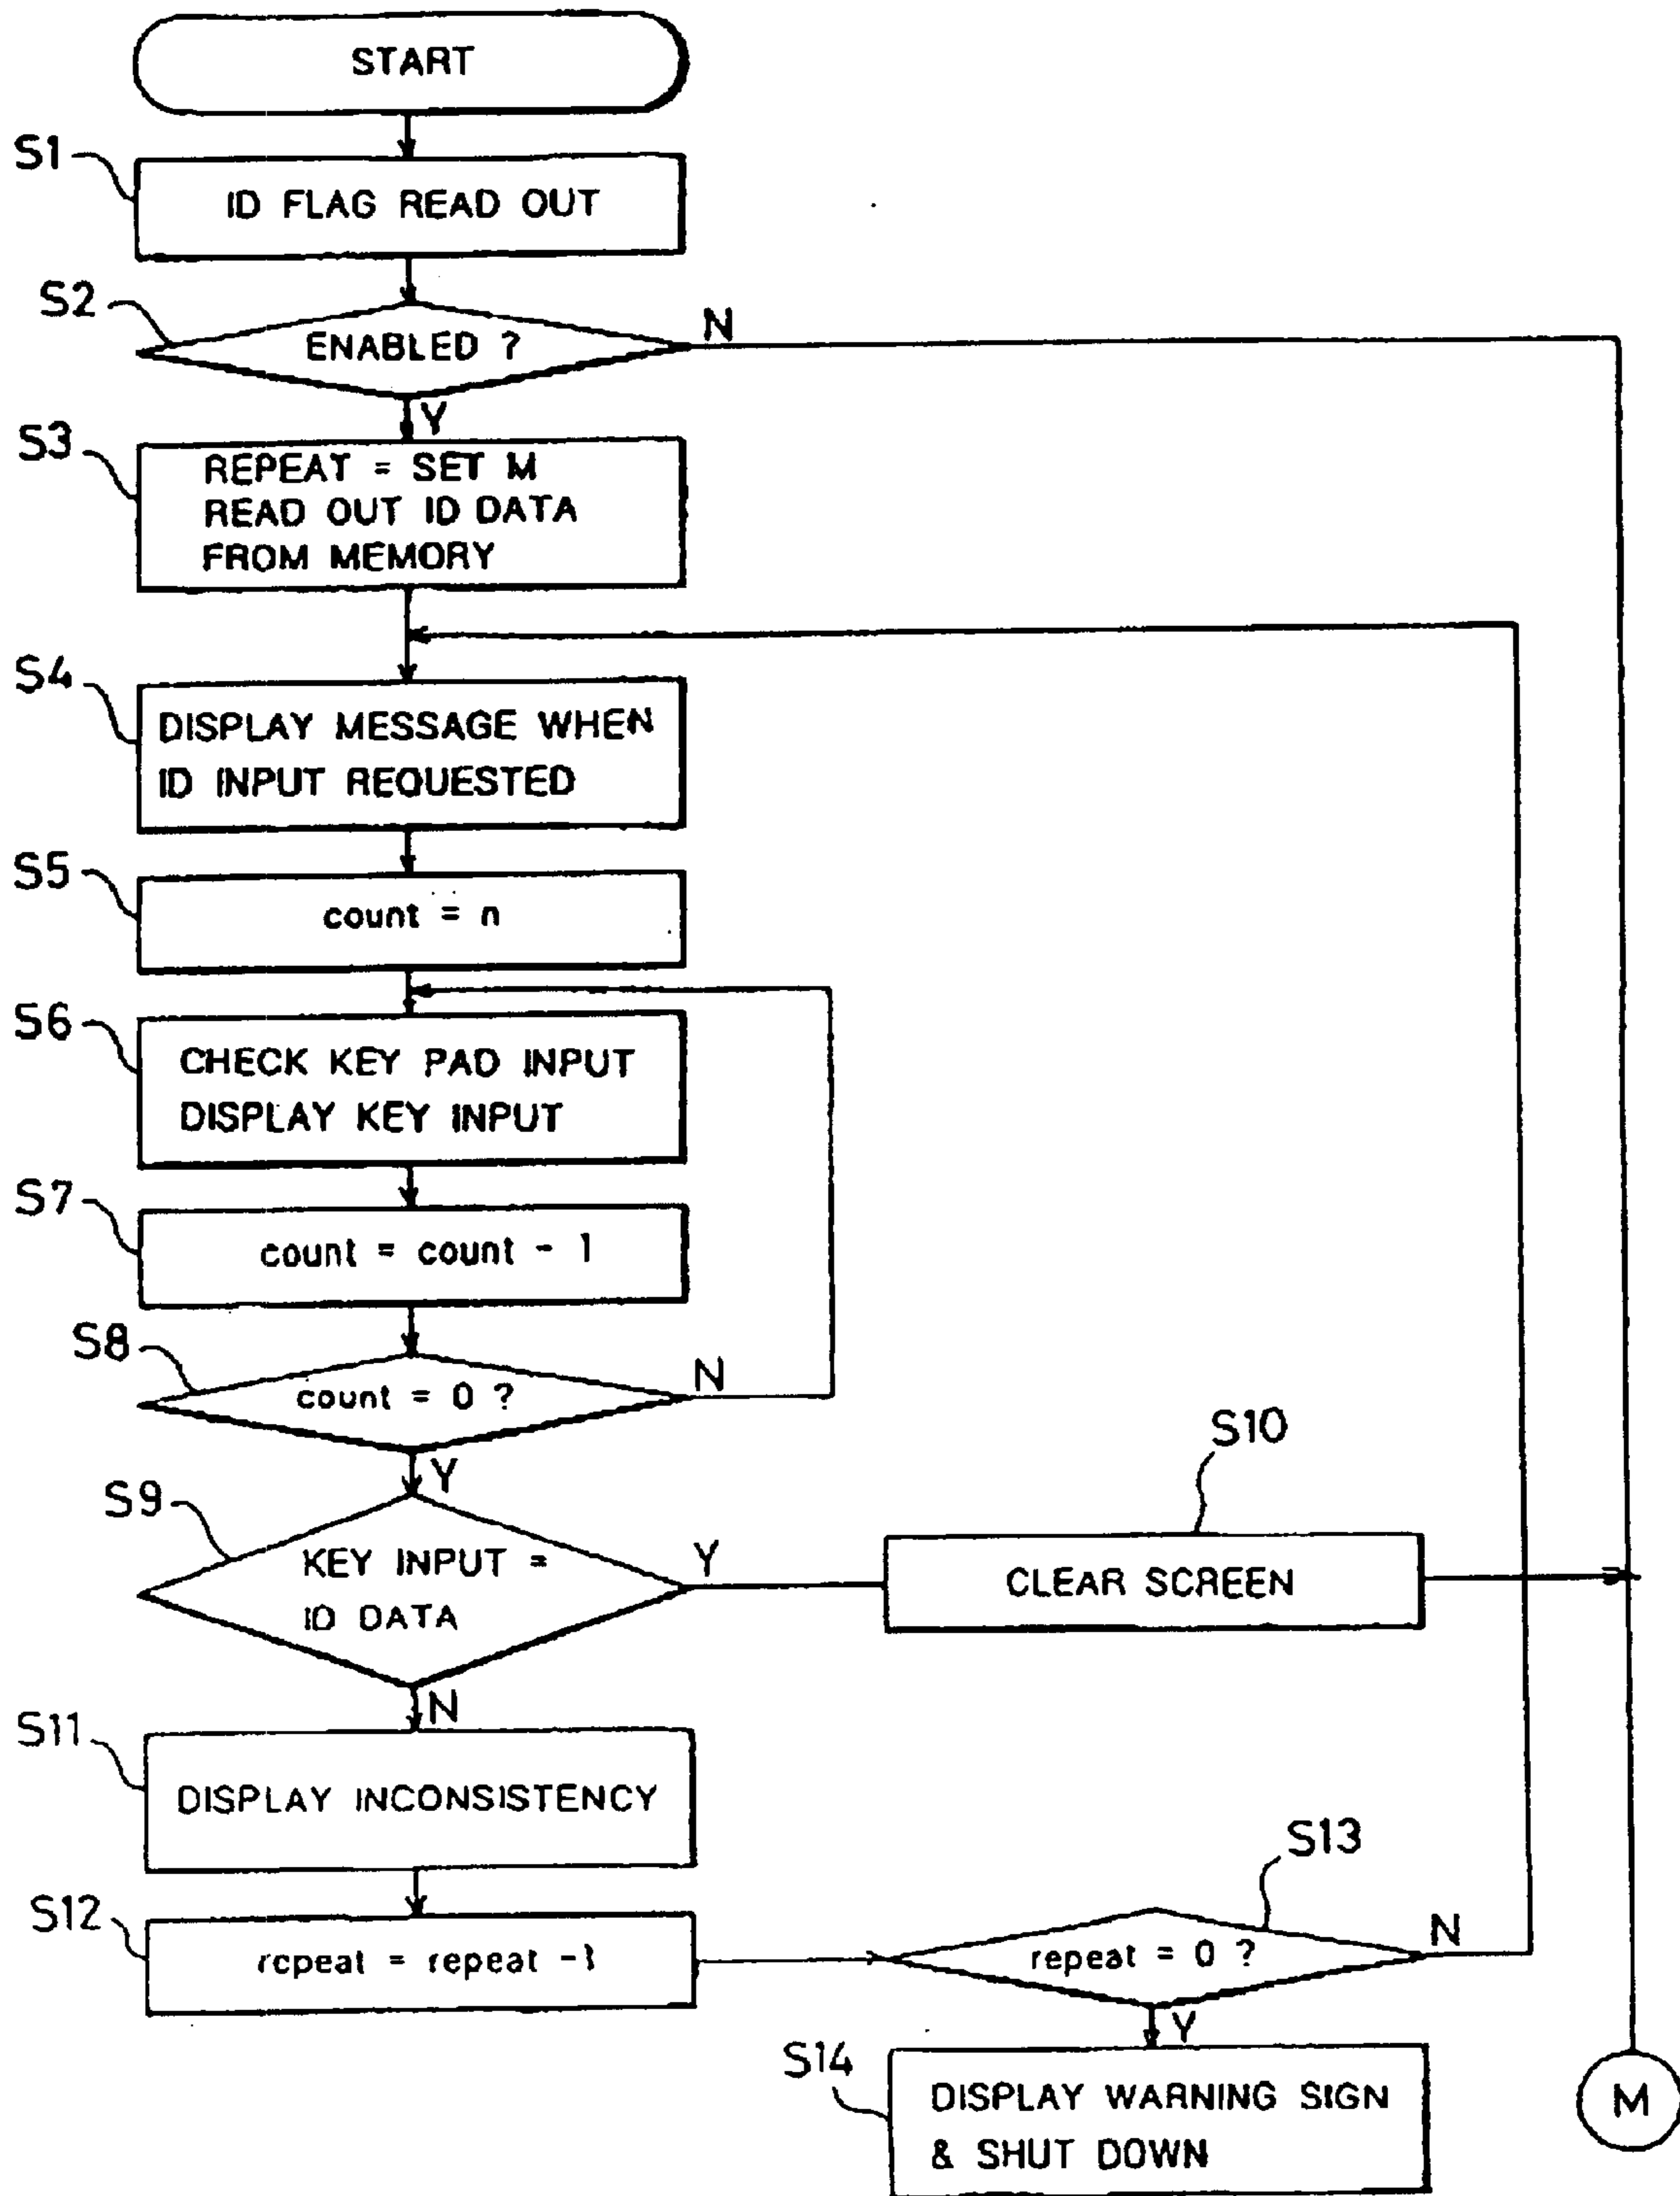 START
S1
ID FLAG READ OUT
S2
ENABLED ?
N
Y
S3
REPEAT = SET M
READ OUT ID DATA
FROM MEMORY
S4
DISPLAY MESSAGE WHEN
ID INPUT REQUESTED
S5
count = n
S6
CHECK KEY PAD INPUT
DISPLAY KEY INPUT
S7
count = count - 1
S8
count = 0 ?
N
Y
S9
KEY INPUT =
ID DATA
Y
S10
CLEAR SCREEN
N
S11
DISPLAY INCONSISTENCY
S12
repeat = repeat -1
S13
repeat = 0 ?
N
Y
S14
DISPLAY WARNING SIGN
& SHUT DOWN
M